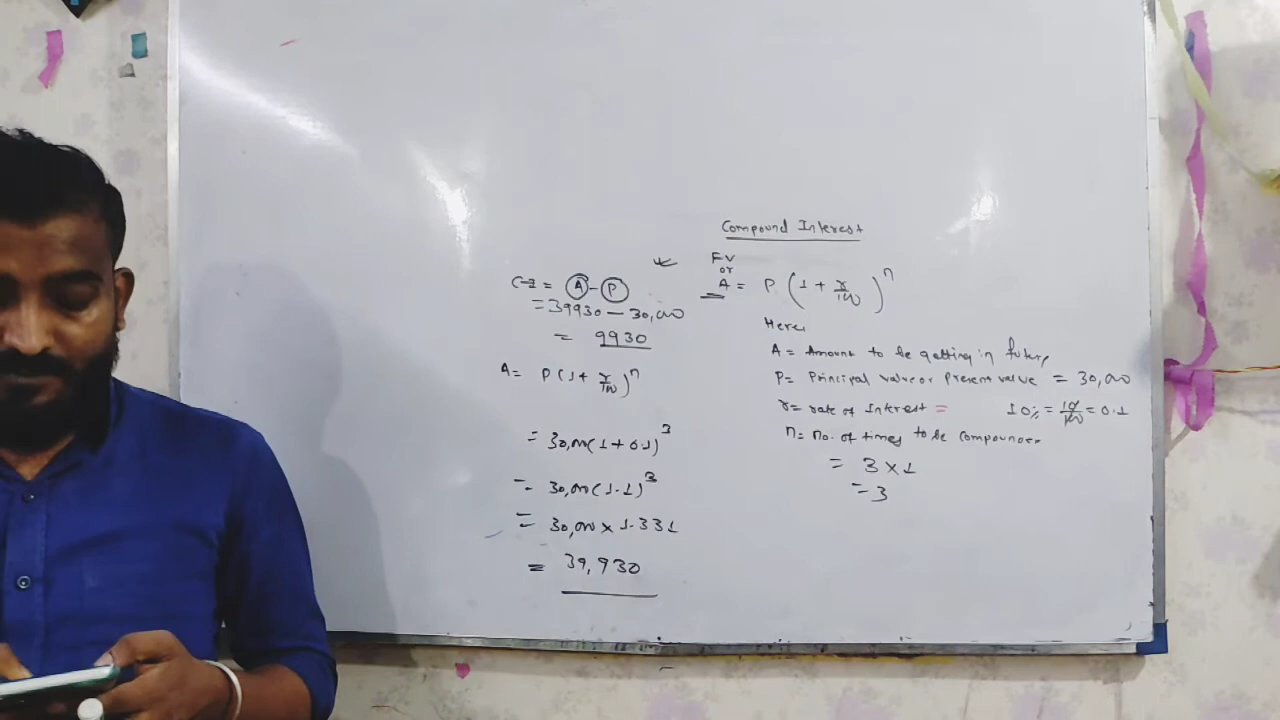 Compound Interest
FV
or
A = P (1 + r/100)^n
Here,
A = Amount to be getting in future
P = Principal value or Present value = 30,000
r = rate of Interest = 10% = 10/100 = 0.1
n = no. of times to be compounded
= 3 × 1
= 3
C-I = A - P
= 39930 - 30,000
= 9930
A = P (1 + r/100)^n
= 30,000 (1 + 0.1)^3
= 30,000 (1.1)^3
= 30,000 × 1.331
= 39,930